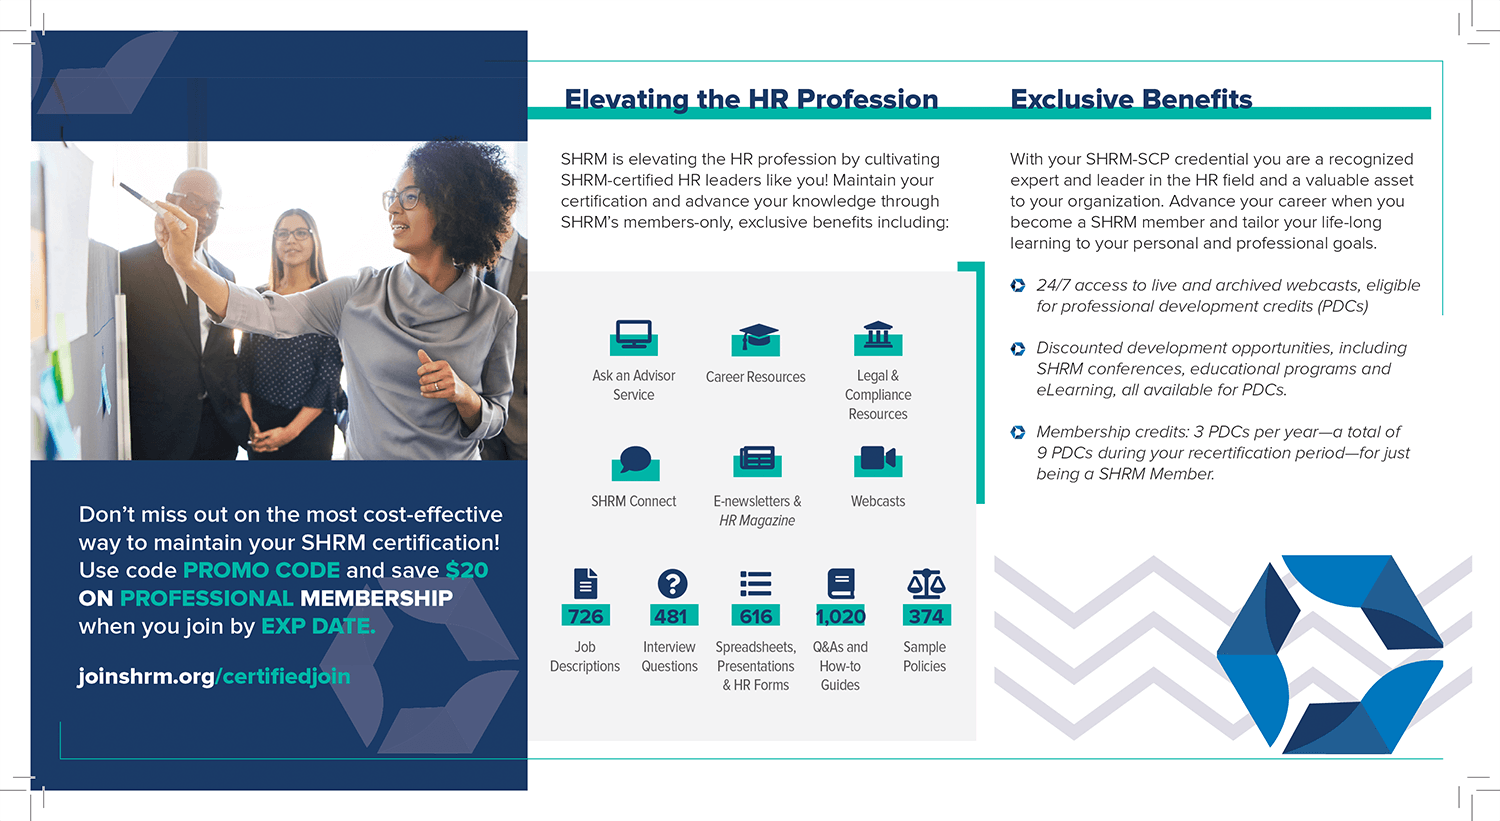 Don't miss out on the most cost-effective
way to maintain your SHRM certification!
Use code PROMO CODE and save $20
ON PROFESSIONAL MEMBERSHIP
when you join by EXP DATE.
joinshrm.org/certifiedjoin
Elevating the HR Profession
SHRM is elevating the HR profession by cultivating
SHRM-certified HR leaders like you! Maintain your
certification and advance your knowledge through
SHRM's members-only, exclusive benefits including:
Ask an Advisor
Service
Career Resources
Legal &
Compliance
Resources
SHRM Connect
E-newsletters &
HR Magazine
Webcasts
726
Job
Descriptions
481
Interview
Questions
616
Spreadsheets,
Presentations
& HR Forms
1,020
Q&As and
How-to
Guides
374
Sample
Policies
Exclusive Benefits
With your SHRM-SCP credential you are a recognized
expert and leader in the HR field and a valuable asset
to your organization. Advance your career when you
become a SHRM member and tailor your life-long
learning to your personal and professional goals.
24/7 access to live and archived webcasts, eligible
for professional development credits (PDCs)
Discounted development opportunities, including
SHRM conferences, educational programs and
eLearning, all available for PDCs.
Membership credits: 3 PDCs per year—a total of
9 PDCs during your recertification period—for just
being a SHRM Member.